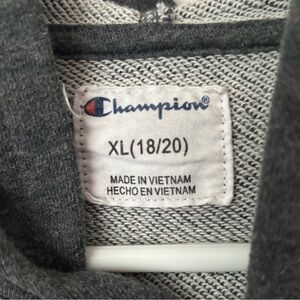 Champion®
XL(18/20)
MADE IN VIETNAM
HECHO EN VIETNAM